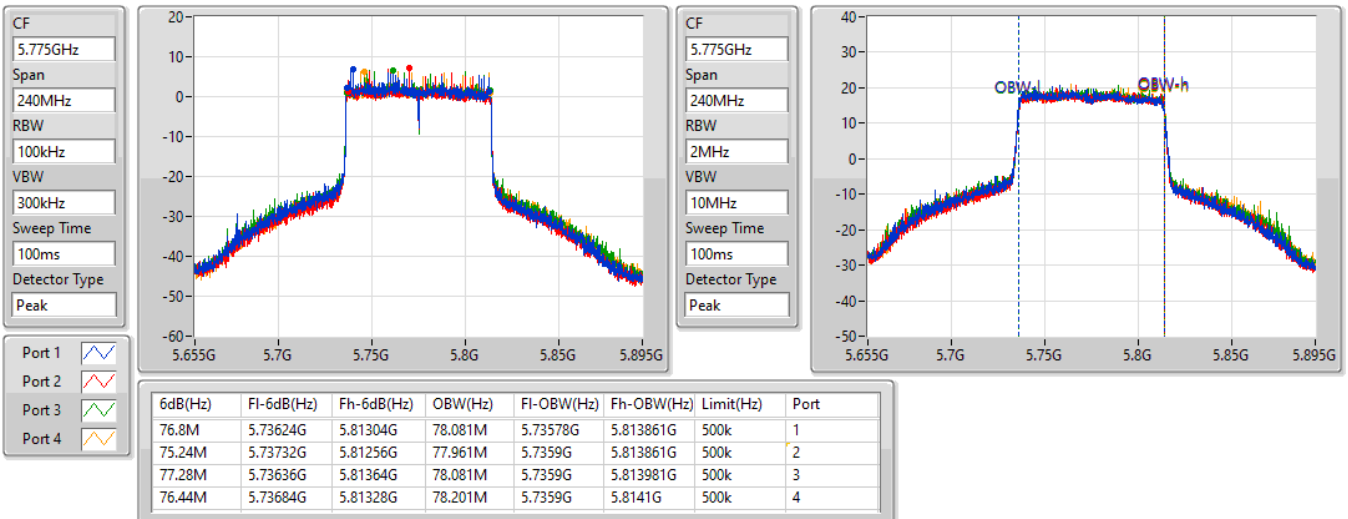 CF
5.775GHz
Span
240MHz
RBW
100kHz
VBW
300kHz
Sweep Time
100ms
Detector Type
Peak
20
10
0
-10
-20
-30
-40
-50
-60
5.655G 5.7G 5.75G 5.8G 5.85G 5.895G
CF
5.775GHz
Span
240MHz
RBW
2MHz
VBW
10MHz
Sweep Time
100ms
Detector Type
Peak
40
30
20
10
0
-10
-20
-30
-40
-50
OBW-l OBW-h
5.655G 5.7G 5.75G 5.8G 5.85G 5.895G
Port 1
Port 2
Port 3
Port 4
6dB(Hz) Fl-6dB(Hz) Fh-6dB(Hz) OBW(Hz) Fl-OBW(Hz) Fh-OBW(Hz) Limit(Hz) Port
76.8M 5.73624G 5.81304G 78.081M 5.73578G 5.813861G 500k 1
75.24M 5.73732G 5.81256G 77.961M 5.7359G 5.813861G 500k 2
77.28M 5.73636G 5.81364G 78.081M 5.7359G 5.813981G 500k 3
76.44M 5.73684G 5.81328G 78.201M 5.7359G 5.8141G 500k 4